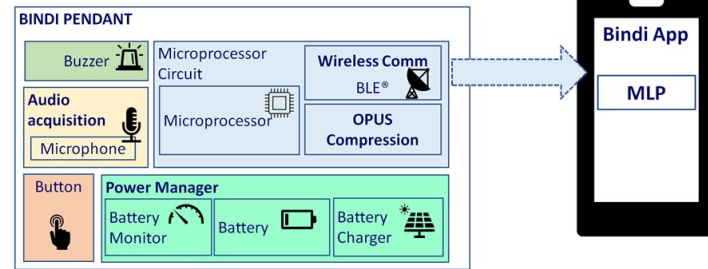 BINDI PENDANT
Buzzer
Audio
acquisition
Microphone
Microprocessor
Circuit
Microprocessor
Wireless Comm
BLE®
OPUS
Compression
Button
Power Manager
Battery
Monitor
Battery
Battery
Charger
Bindi App
MLP